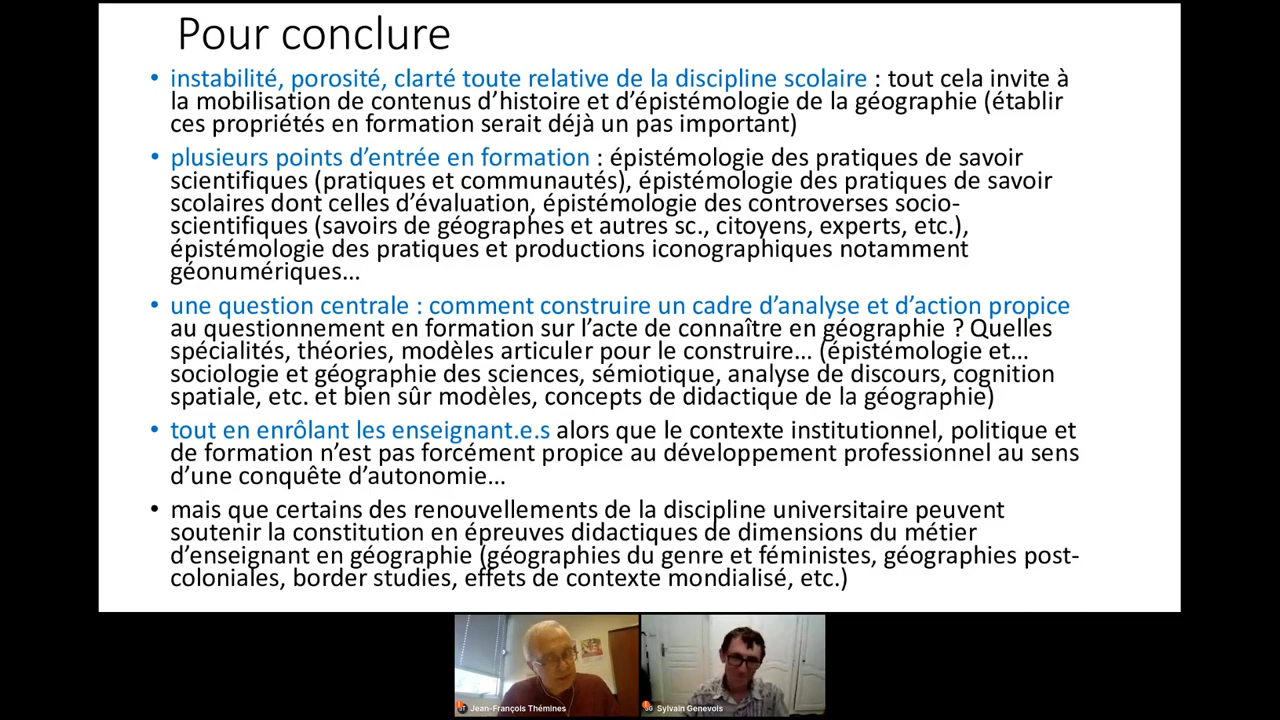 Pour conclure
• instabilité, porosité, clarté toute relative de la discipline scolaire : tout cela invite à
la mobilisation de contenus d’histoire et d’épistémologie de la géographie (établir
ces propriétés en formation serait déjà un pas important)
• plusieurs points d’entrée en formation : épistémologie des pratiques de savoir
scientifiques (pratiques et communautés), épistémologie des pratiques de savoir
scolaires dont celles d’évaluation, épistémologie des controverses socio-
scientifiques (savoirs de géographes et autres sc., citoyens, experts, etc.),
épistémologie des pratiques et productions iconographiques notamment
géonumériques...
• une question centrale : comment construire un cadre d’analyse et d’action propice
au questionnement en formation sur l’acte de connaître en géographie ? Quelles
spécialités, théories, modèles articuler pour le construire... (épistémologie et...
sociologie et géographie des sciences, sémiotique, analyse de discours, cognition
spatiale, etc. et bien sûr modèles, concepts de didactique de la géographie)
• tout en enrôlant les enseignant.e.s alors que le contexte institutionnel, politique et
de formation n’est pas forcément propice au développement professionnel au sens
d’une conquête d’autonomie...
• mais que certains des renouvellements de la discipline universitaire peuvent
soutenir la constitution en épreuves didactiques de dimensions du métier
d’enseignant en géographie (géographies du genre et féministes, géographies post-
coloniales, border studies, effets de contexte mondialisé, etc.)
Jean-François Thémines
Sylvain Genevois